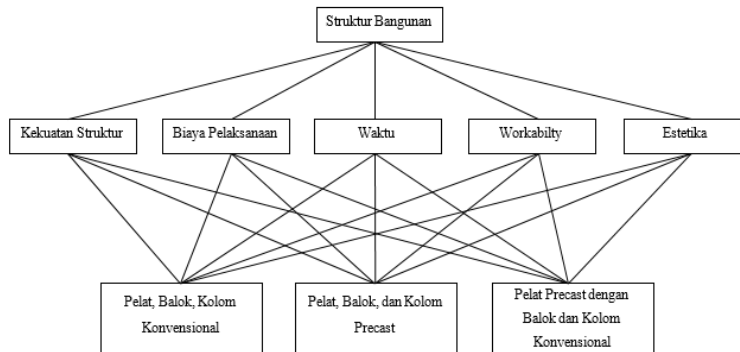 Struktur Bangunan
Kekuatan Struktur
Biaya Pelaksanaan
Waktu
Workabilty
Estetika
Pelat, Balok, Kolom
Konvensional
Pelat, Balok, dan Kolom
Precast
Pelat Precast dengan
Balok dan Kolom
Konvensional